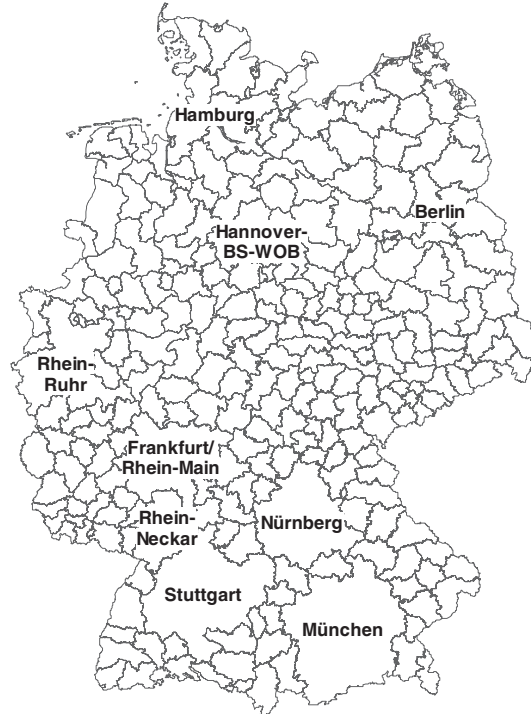 Hamburg
Berlin
Hannover-
BS-WOB
Rhein-
Ruhr
Frankfurt/
Rhein-Main
Rhein-
Neckar
Nürnberg
Stuttgart
München